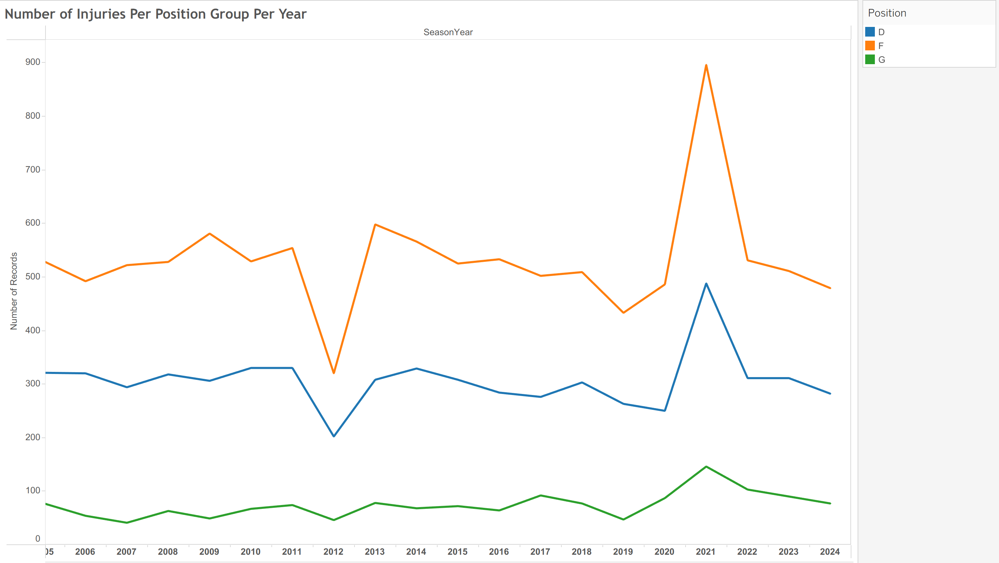 Number of Injuries Per Position Group Per Year
SeasonYear
900
800
700
600
500
400
300
200
100
0
Number of Records
05 2006 2007 2008 2009 2010 2011 2012 2013 2014 2015 2016 2017 2018 2019 2020 2021 2022 2023 2024
Position
D
F
G